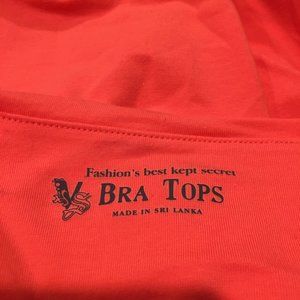 Fashion's best kept secret
BRA TOPS
MADE IN SRI LANKA